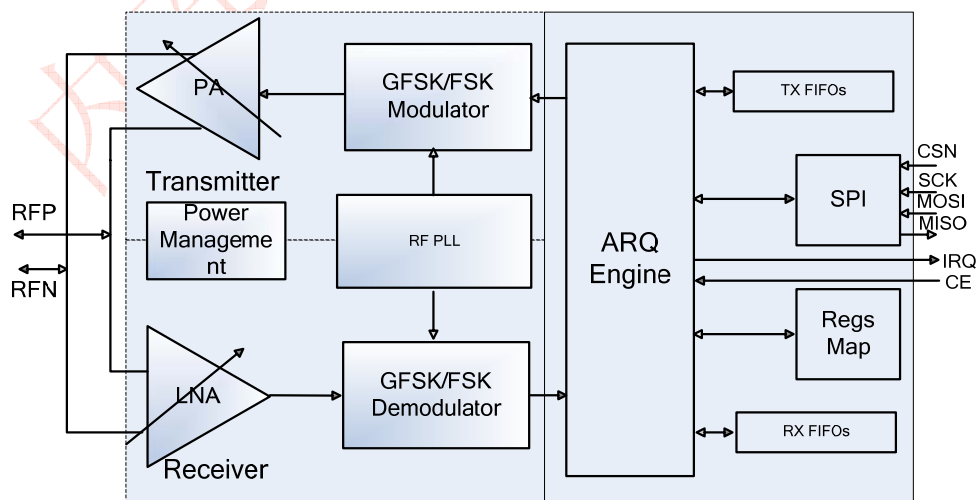 PA
GFSK/FSK
Modulator
TX FIFOs
CSN
SCK
MOSI
MISO
SPI
Transmitter
Power
Manageme
nt
RF PLL
RFP
RFN
ARQ
Engine
IRQ
CE
Regs
Map
LNA
GFSK/FSK
Demodulator
Receiver
RX FIFOs